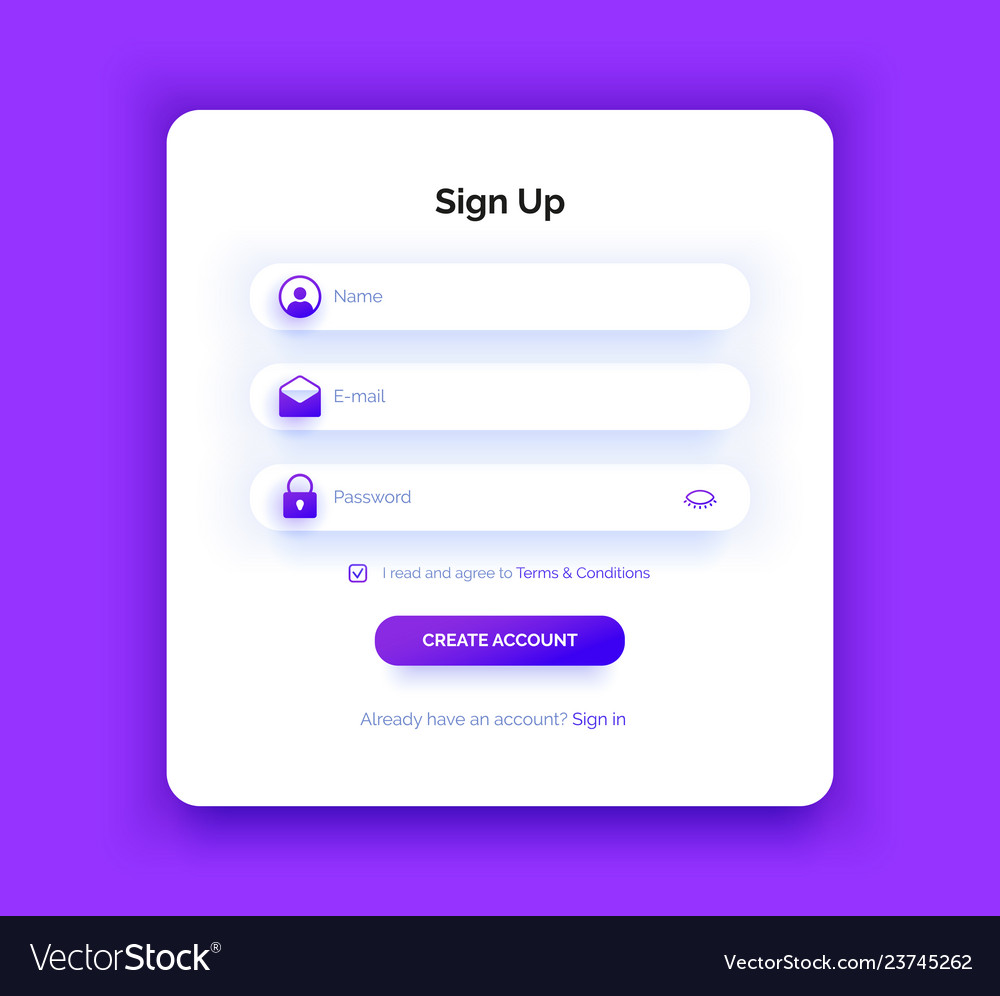 Sign Up
Name
E-mail
Password
I read and agree to Terms & Conditions
CREATE ACCOUNT
Already have an account? Sign in
VectorStock®
VectorStock.com/23745262